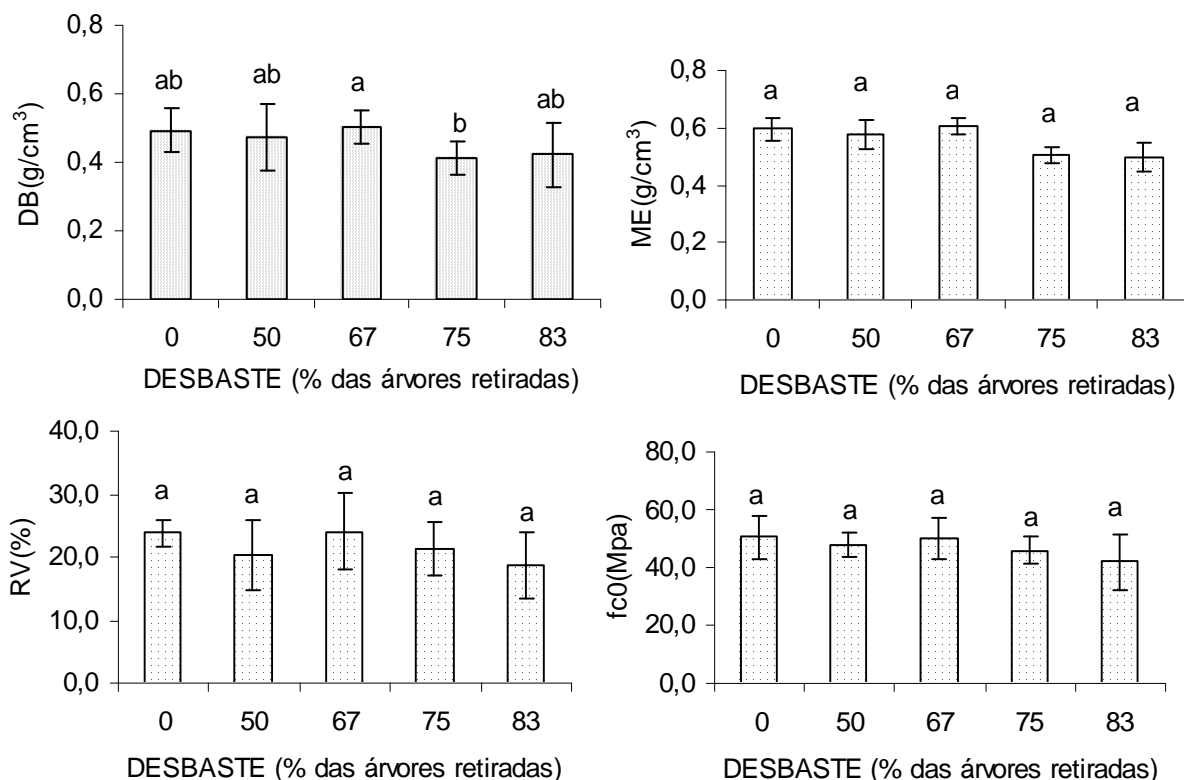 0,8
0,6
0,4
0,2
0,0
DB(g/cm³)
ab ab a b ab
0 50 67 75 83
DESBASTE (% das árvores retiradas)
0,8
0,6
0,4
0,2
0,0
ME(g/cm³)
a a a a a
0 50 67 75 83
DESBASTE (% das árvores retiradas)
40,0
30,0
20,0
10,0
0,0
RV(%)
a a a a a
0 50 67 75 83
DESBASTE (% das árvores retiradas)
80,0
60,0
40,0
20,0
0,0
fc0(Mpa)
a a a a a
0 50 67 75 83
DESBASTE (% das árvores retiradas)